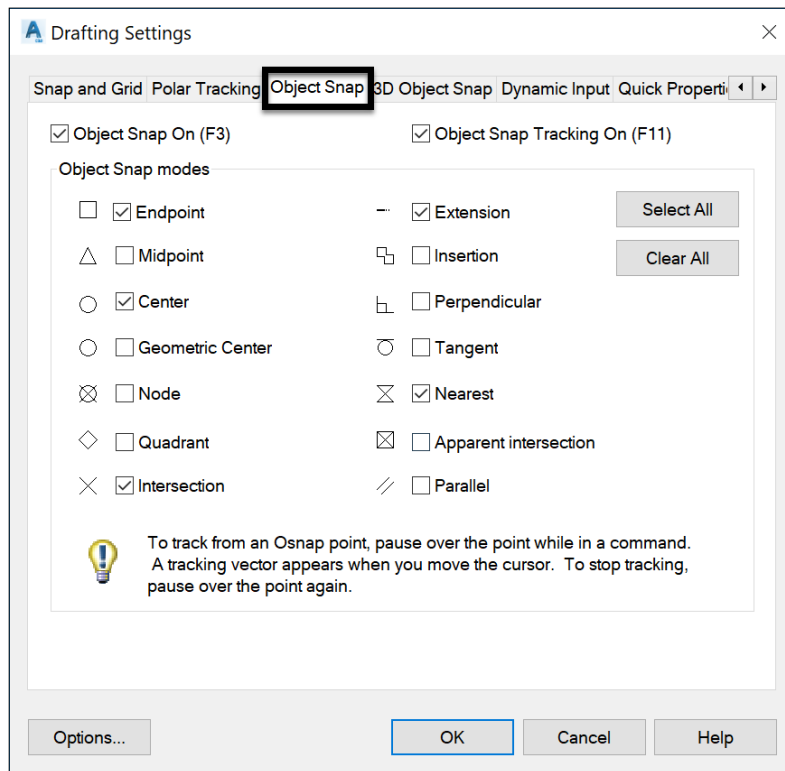 Drafting Settings
Snap and Grid Polar Tracking Object Snap 3D Object Snap Dynamic Input Quick Properti
Object Snap On (F3) Object Snap Tracking On (F11)
Object Snap modes
Endpoint Extension Select All
Midpoint Insertion Clear All
Center Perpendicular
Geometric Center Tangent
Node Nearest
Quadrant Apparent intersection
Intersection Parallel
To track from an Osnap point, pause over the point while in a command.
A tracking vector appears when you move the cursor. To stop tracking,
pause over the point again.
Options... OK Cancel Help